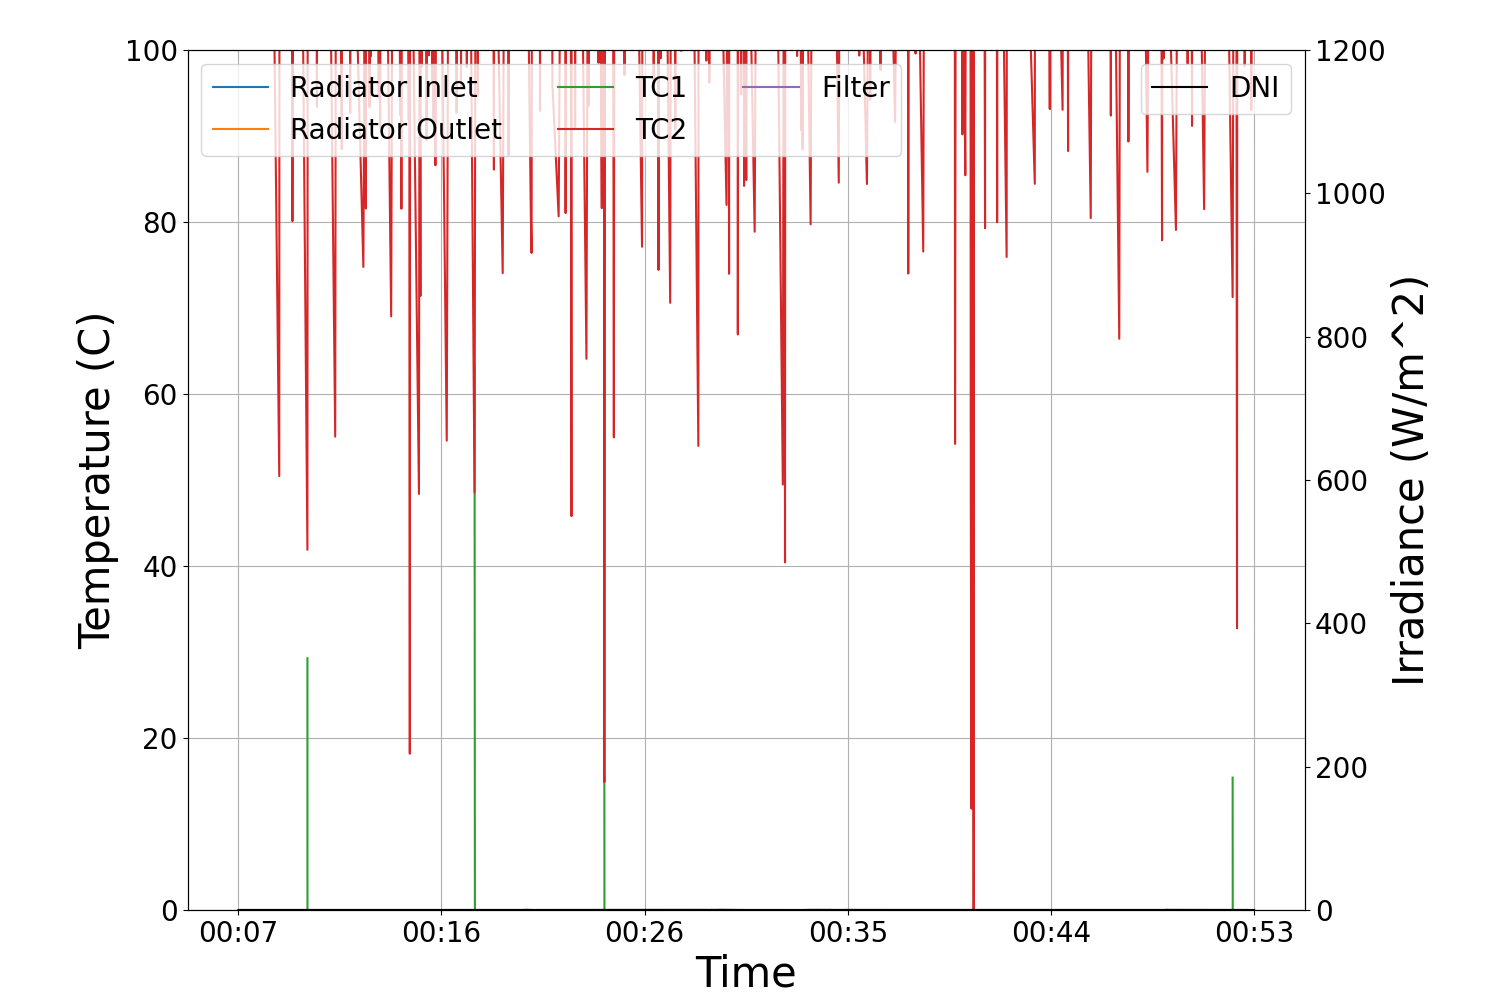 Radiator Inlet
Radiator Outlet
TC1
TC2
Filter
DNI
Temperature (C)
100
80
60
40
20
0
1200
1000
800
600
400
200
0
Irradiance (W/m^2)
00:07 00:16 00:26 00:35 00:44 00:53
Time